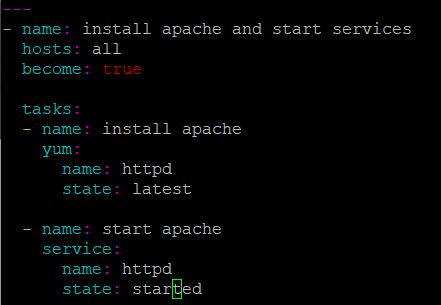 ---
- name: install apache and start services
  hosts: all
  become: true

  tasks:
  - name: install apache
    yum:
      name: httpd
      state: latest

  - name: start apache
    service:
      name: httpd
      state: started